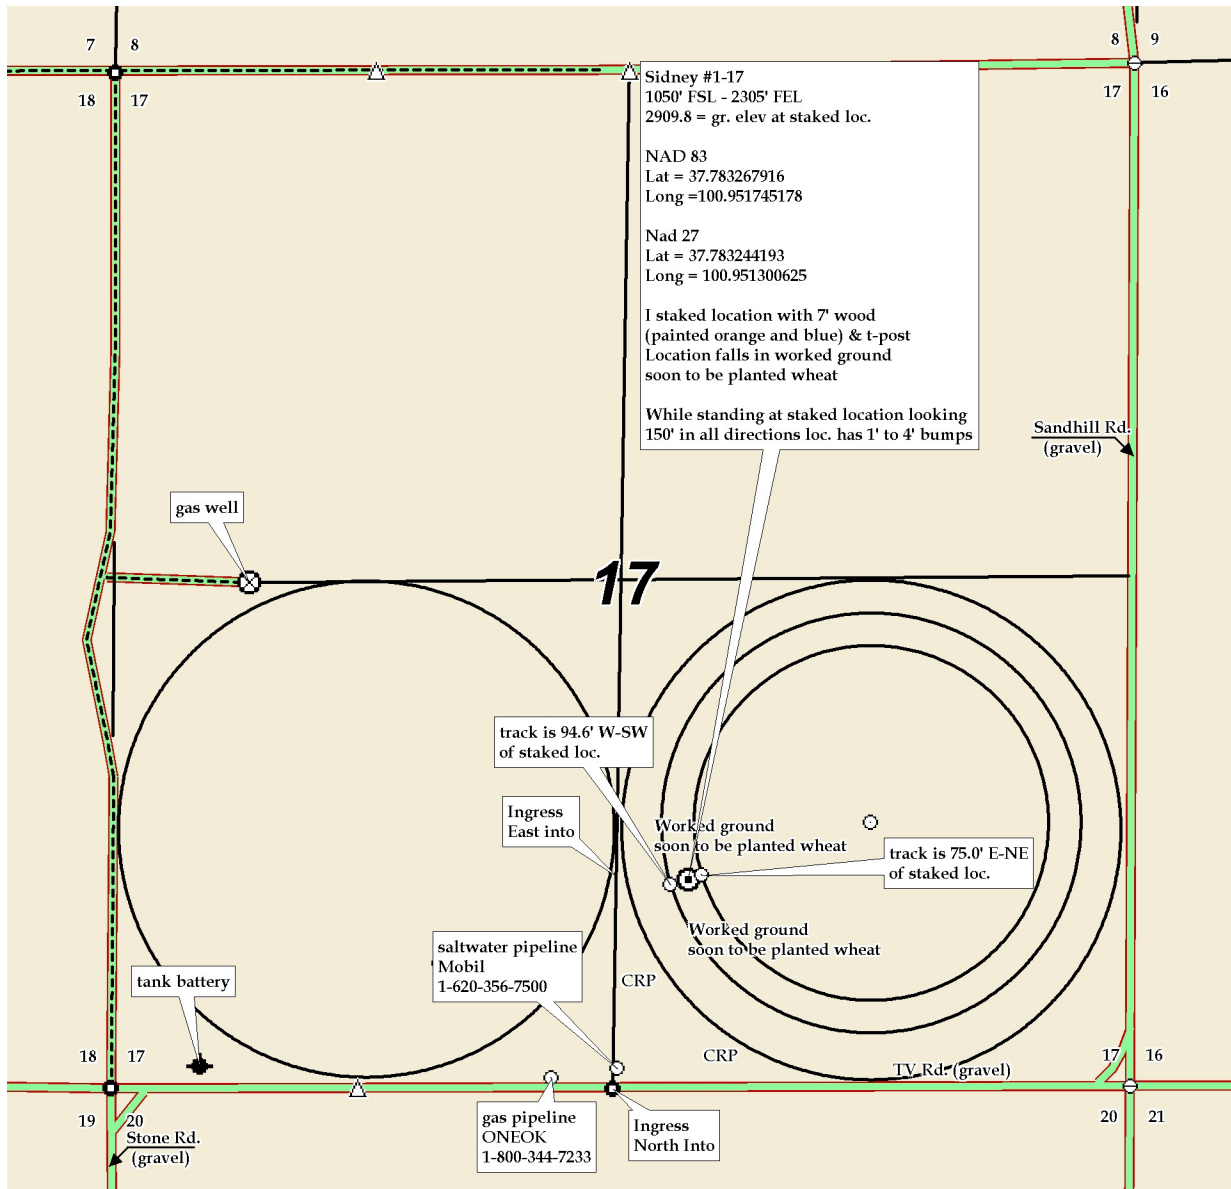 7
8
8
9
18
17
17
16
Sidney #1-17
1050' FSL - 2305' FEL
2909.8 = gr. elev at staked loc.
NAD 83
Lat = 37.783267916
Long =100.951745178
Nad 27
Lat = 37.783244193
Long = 100.951300625
I staked location with 7' wood
(painted orange and blue) & t-post
Location falls in worked ground
soon to be planted wheat
While standing at staked location looking
150' in all directions loc. has 1' to 4' bumps
Sandhill Rd.
(gravel)
gas well
17
track is 94.6' W-SW
of staked loc.
Ingress
East into
Worked ground
soon to be planted wheat
track is 75.0' E-NE
of staked loc.
Worked ground
soon to be planted wheat
saltwater pipeline
Mobil
1-620-356-7500
tank battery
CRP
CRP
18
17
17
16
TV Rd. (gravel)
19
20
20
21
Stone Rd.
(gravel)
gas pipeline
ONEOK
1-800-344-7233
Ingress
North Into